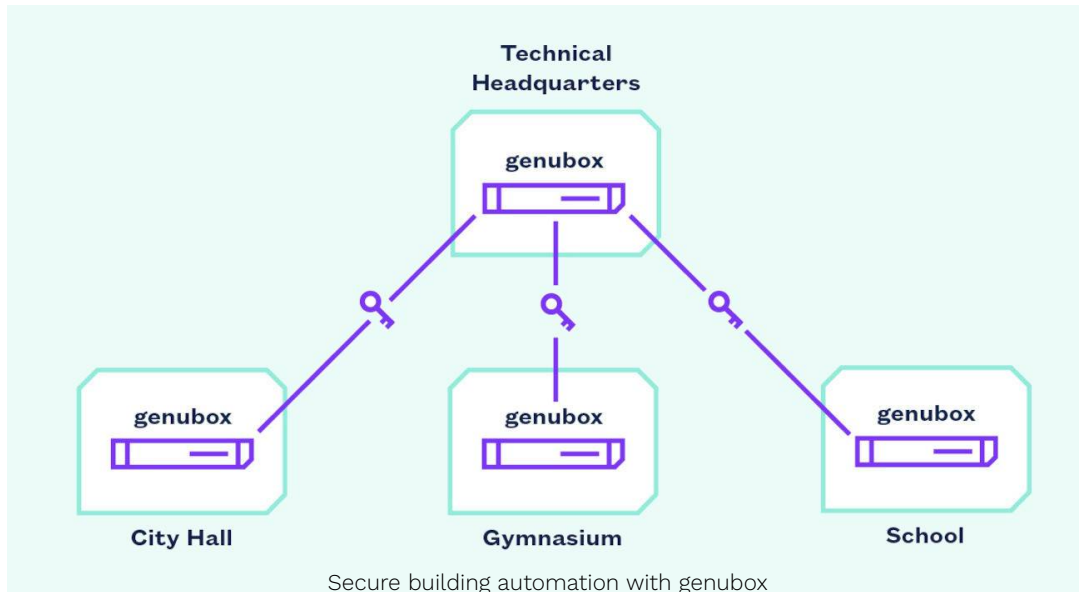 Technical
Headquarters
genubox
genubox
genubox
genubox
City Hall
Gymnasium
School
Secure building automation with genubox